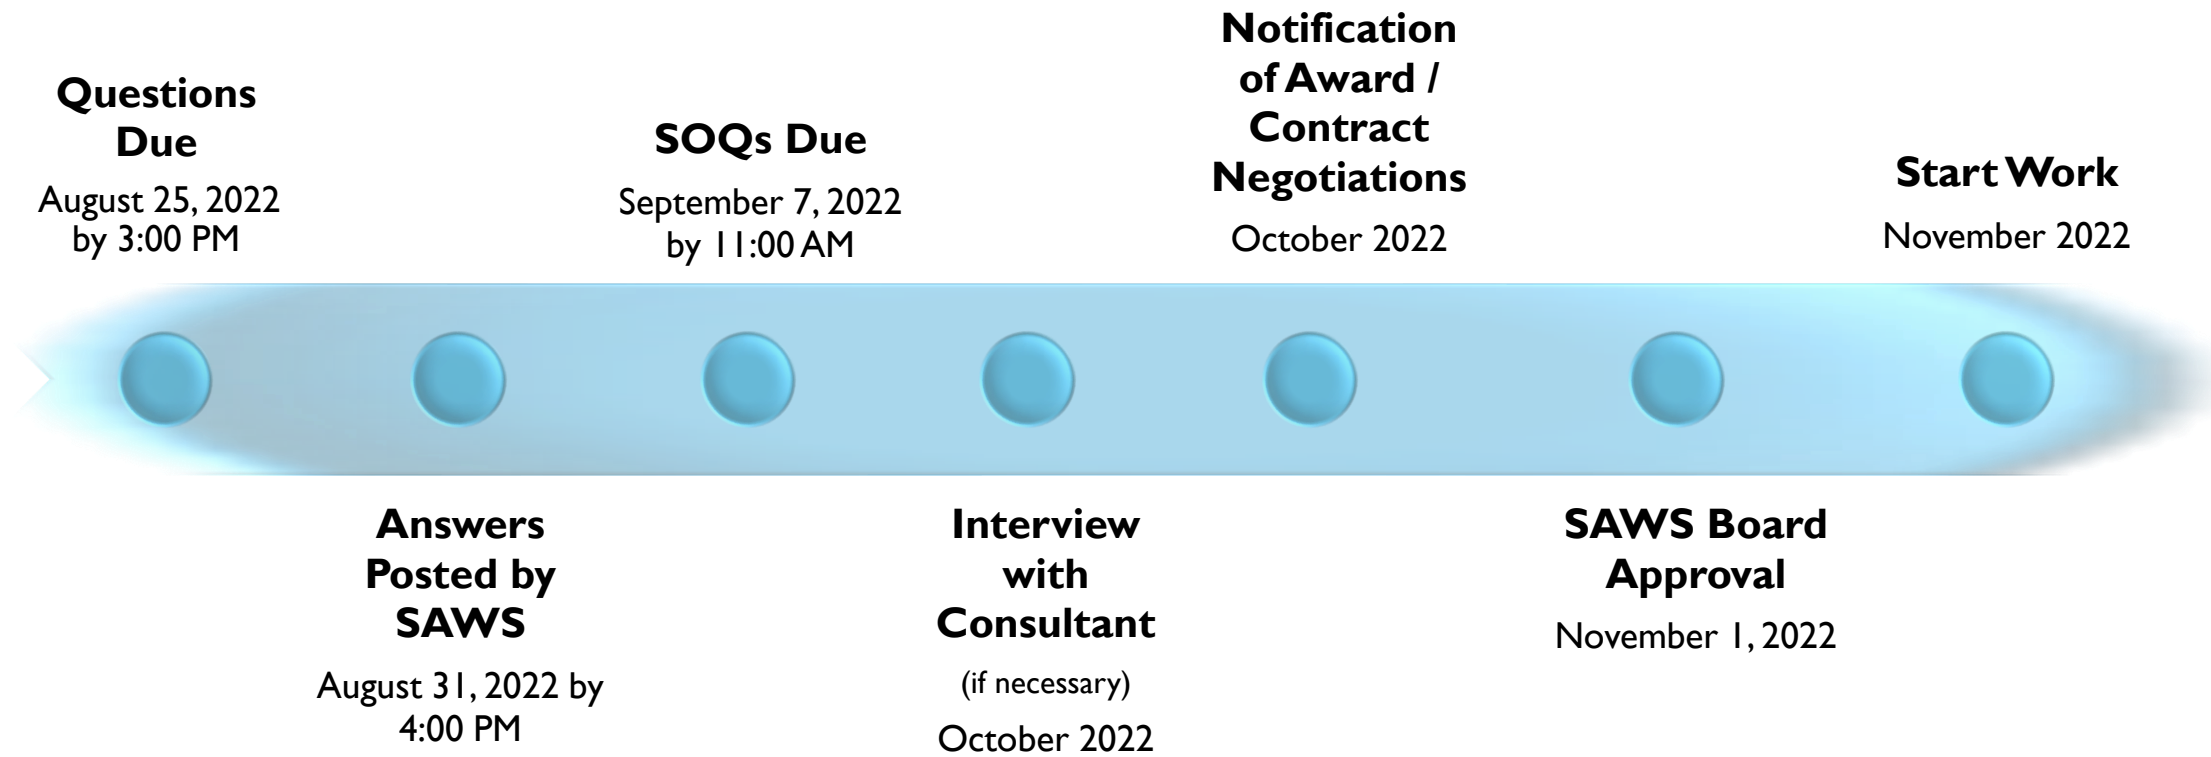 Questions
Due
August 25, 2022
by 3:00 PM
Answers
Posted by
SAWS
August 31, 2022 by
4:00 PM
SOQs Due
September 7, 2022
by 11:00 AM
Interview
with
Consultant
(if necessary)
October 2022
Notification
of Award /
Contract
Negotiations
October 2022
SAWS Board
Approval
November 1, 2022
Start Work
November 2022